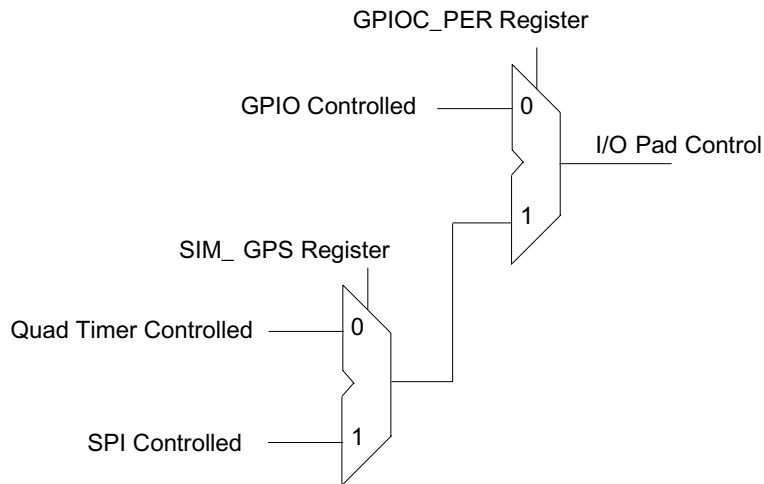 GPIOC_PER Register
GPIO Controlled
0
I/O Pad Control
1
SIM_ GPS Register
Quad Timer Controlled
0
SPI Controlled
1